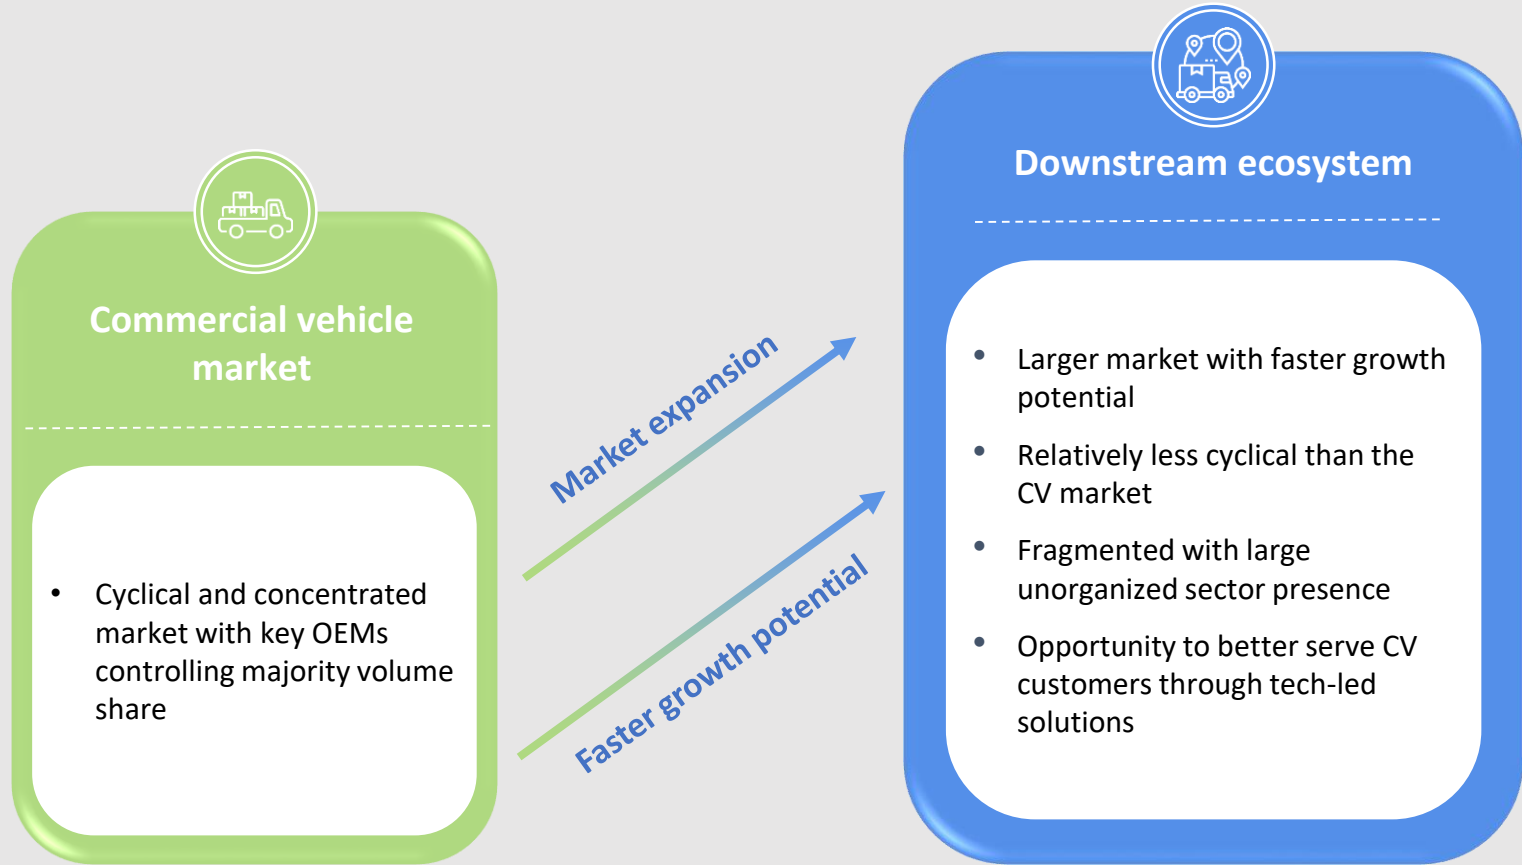 Commercial vehicle
market
• Cyclical and concentrated
market with key OEMs
controlling majority volume
share
Market expansion
Faster growth potential
Downstream ecosystem
• Larger market with faster growth
potential
• Relatively less cyclical than the
CV market
• Fragmented with large
unorganized sector presence
• Opportunity to better serve CV
customers through tech-led
solutions